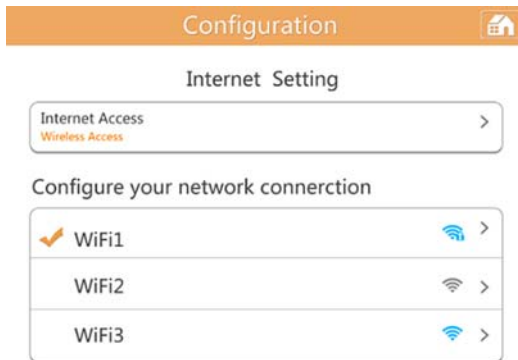 Configuration
Internet Setting
Internet Access
Wireless Access
Configure your network connerction
WiFi1
WiFi2
WiFi3